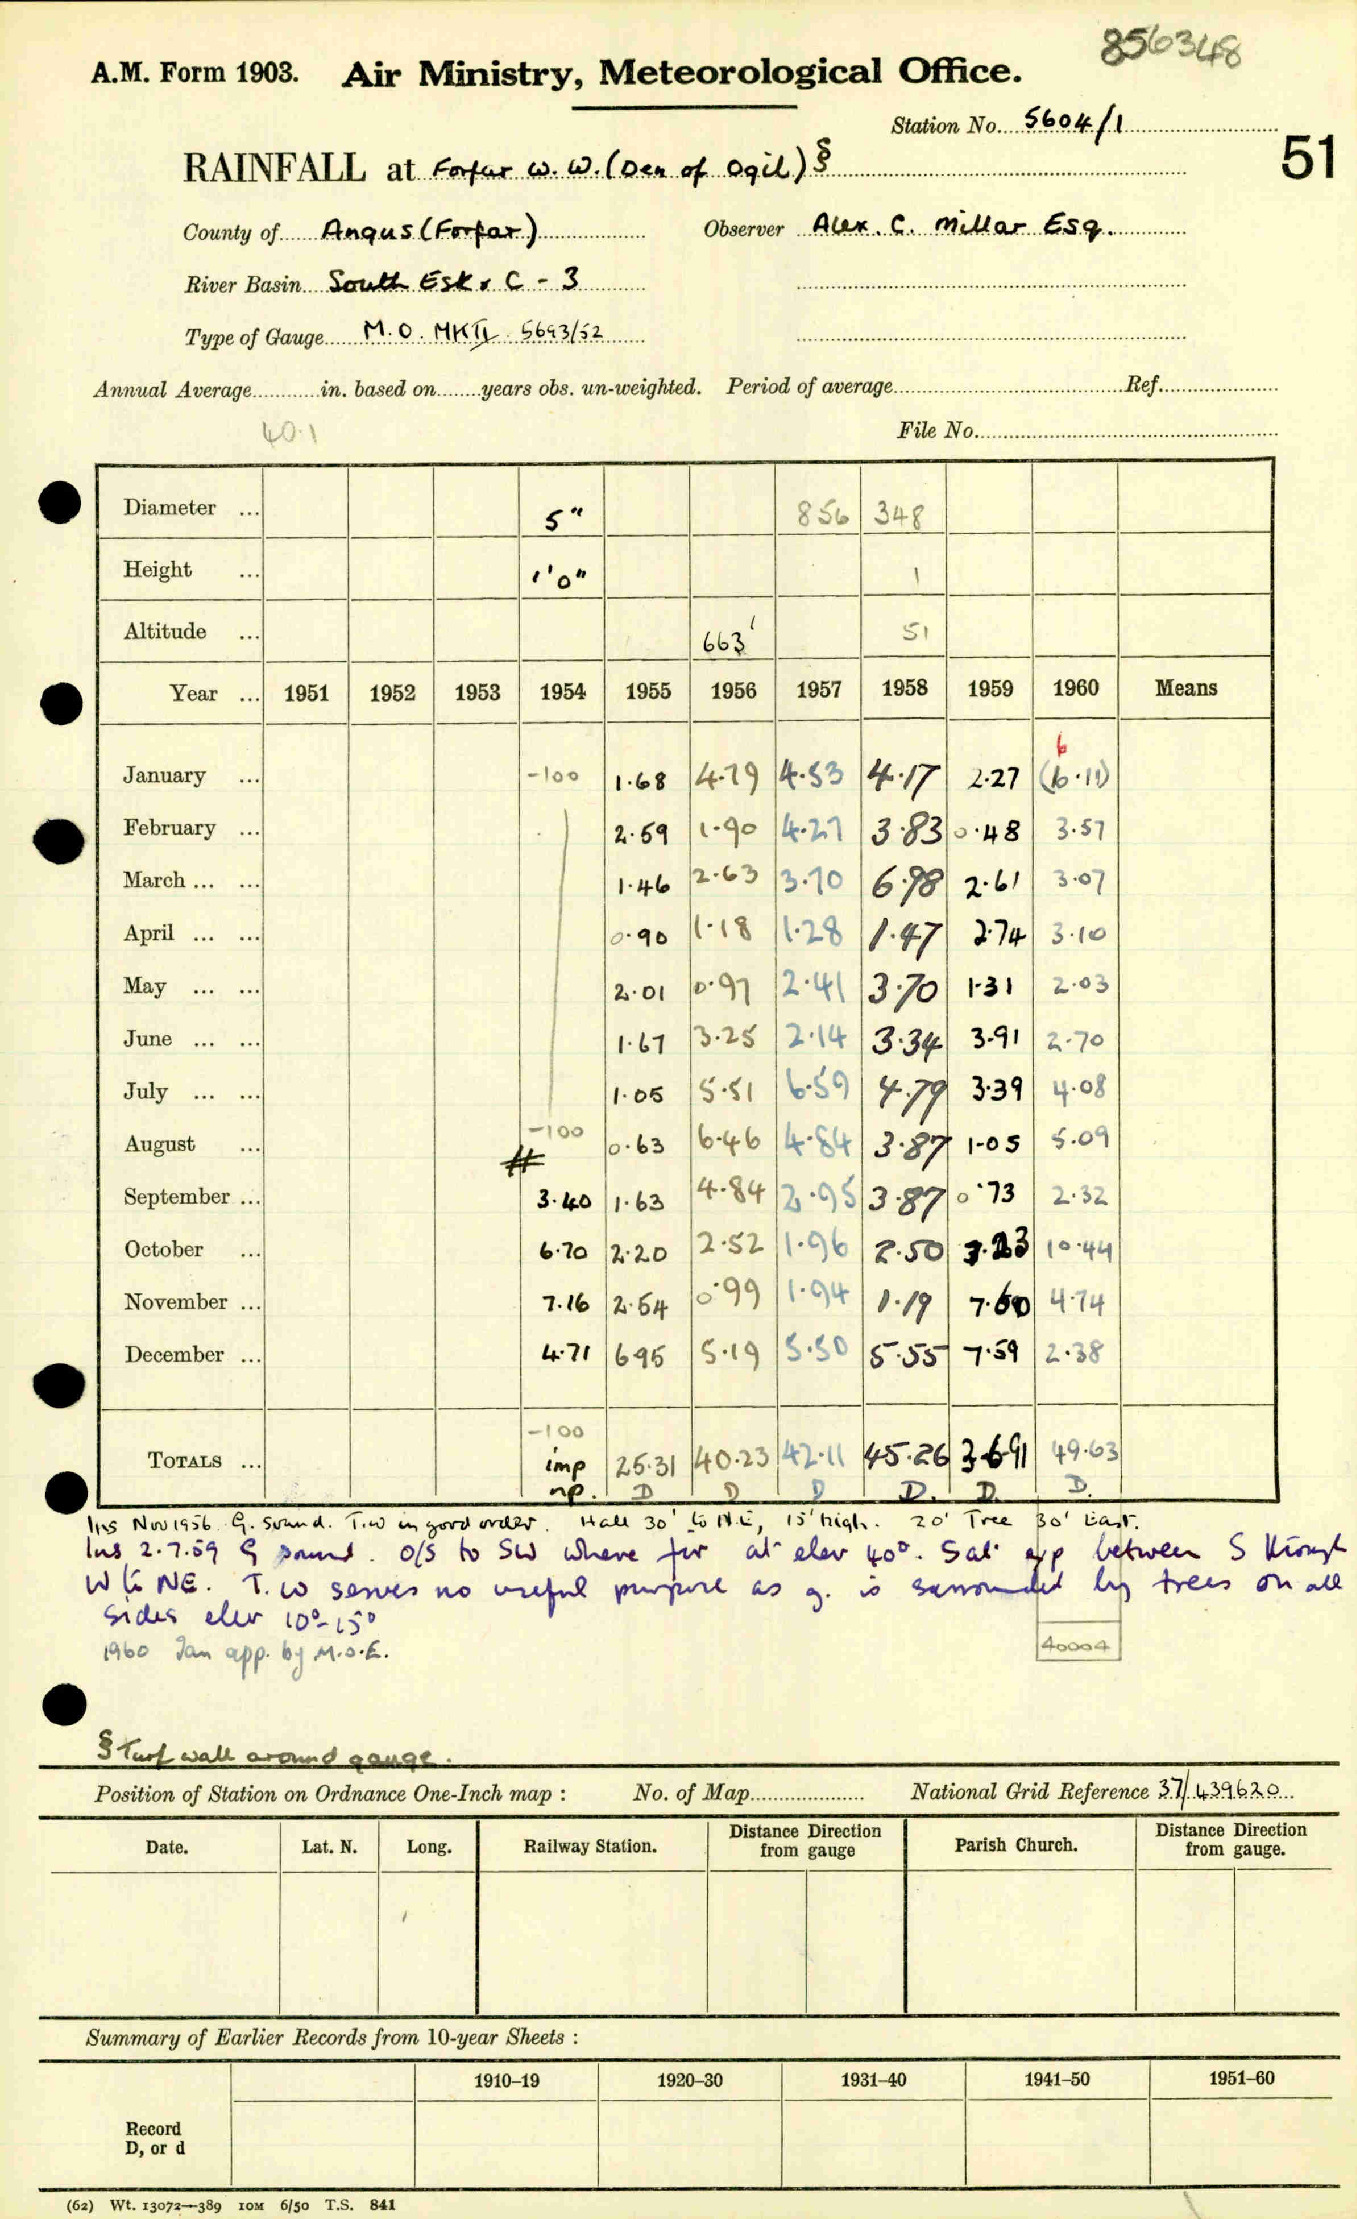 856348
A.M. Form 1903. Air Ministry, Meteorological Office.
Station No. 5604/1
51
RAINFALL at Forfar W.W. (Den of Ogil) §
County of Angus (Forfar) Observer Alex. C. Millar Esq.
River Basin South Esk. C - 3
Type of Gauge M.O. MKII 5693/52
Annual Average in. based on years obs. un-weighted. Period of average Ref.
40.1
File No.
Diameter ... 5" 856 348
Height ... 1'0" 1
Altitude ... 663' 51
Year ... 1951 1952 1953 1954 1955 1956 1957 1958 1959 1960 Means
6
January ... -100 1.68 4.79 4.53 4.17 2.27 (6.11)
February ... 2.59 1.90 4.27 3.83 0.48 3.57
March ... ... 1.46 2.63 3.70 6.98 2.61 3.07
April ... ... 0.90 1.18 1.28 1.47 2.74 3.10
May ... ... 2.01 0.97 2.41 3.70 1.31 2.03
June ... ... 1.67 3.25 2.14 3.34 3.91 2.70
July ... ... 1.05 5.51 6.59 4.79 3.39 4.08
August ... -100 0.63 6.46 4.84 3.87 1.05 5.09
September ... 3.40 1.63 4.84 2.95 3.87 0.73 2.32
October ... 6.70 2.20 2.52 1.96 2.50 3.23 10.44
November ... 7.16 2.54 0.99 1.94 1.19 7.60 4.74
December ... 4.71 6.95 5.19 5.50 5.55 7.59 2.38
-100
TOTALS ... imp 25.31 40.23 42.11 45.26 36.91 49.63
np. D D D D. D. D.
Ins Nov 1956 G. sound. T.W in good order. Hall 30' to N.E, 15' high. 20' Tree 30' East.
Ins 2.7.59 G sound. O/S to SW where fir at elev 40°. Sat exp between S through
W to NE. T.W serves no useful purpose as g. is surrounded by trees on all
sides elev 10°-15°
1960 Jan app. by M.O.E.
40004
§ Turf wall around gauge.
Position of Station on Ordnance One-Inch map : No. of Map National Grid Reference 37/439620
Date. Lat. N. Long. Railway Station. Distance Direction from gauge Parish Church. Distance Direction from gauge.
Summary of Earlier Records from 10-year Sheets :
1910–19 1920–30 1931–40 1941–50 1951–60
Record
D, or d
(62) Wt. 13072—389 10M 6/50 T.S. 841